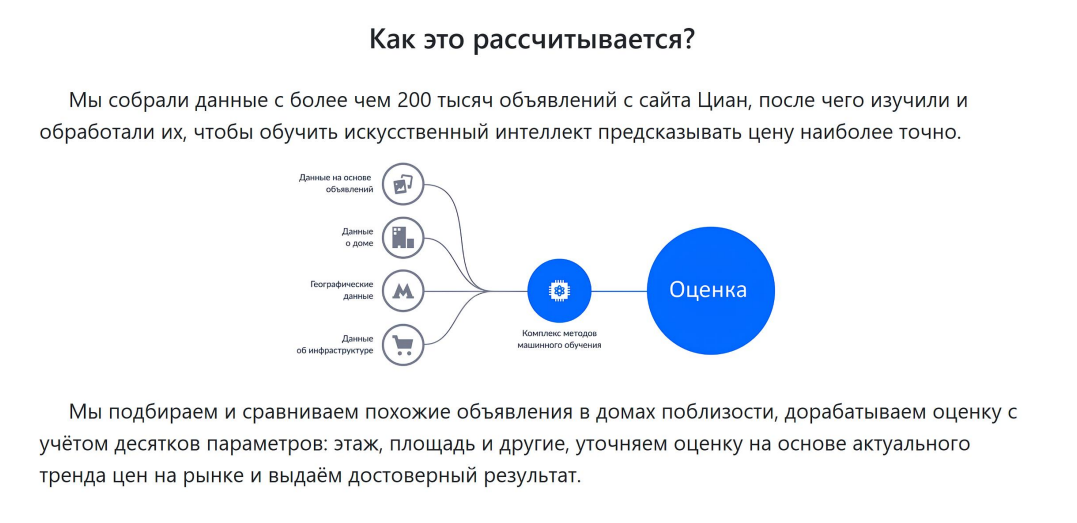 Как это рассчитывается?
Мы собрали данные с более чем 200 тысяч объявлений с сайта Циан, после чего изучили и
обработали их, чтобы обучить искусственный интеллект предсказывать цену наиболее точно.
Данные на основе
объявлений
Данные
о доме
Географические
данные
Данные
об инфраструктуре
Комплекс методов
машинного обучения
Оценка
Мы подбираем и сравниваем похожие объявления в домах поблизости, дорабатываем оценку с
учётом десятков параметров: этаж, площадь и другие, уточняем оценку на основе актуального
тренда цен на рынке и выдаём достоверный результат.